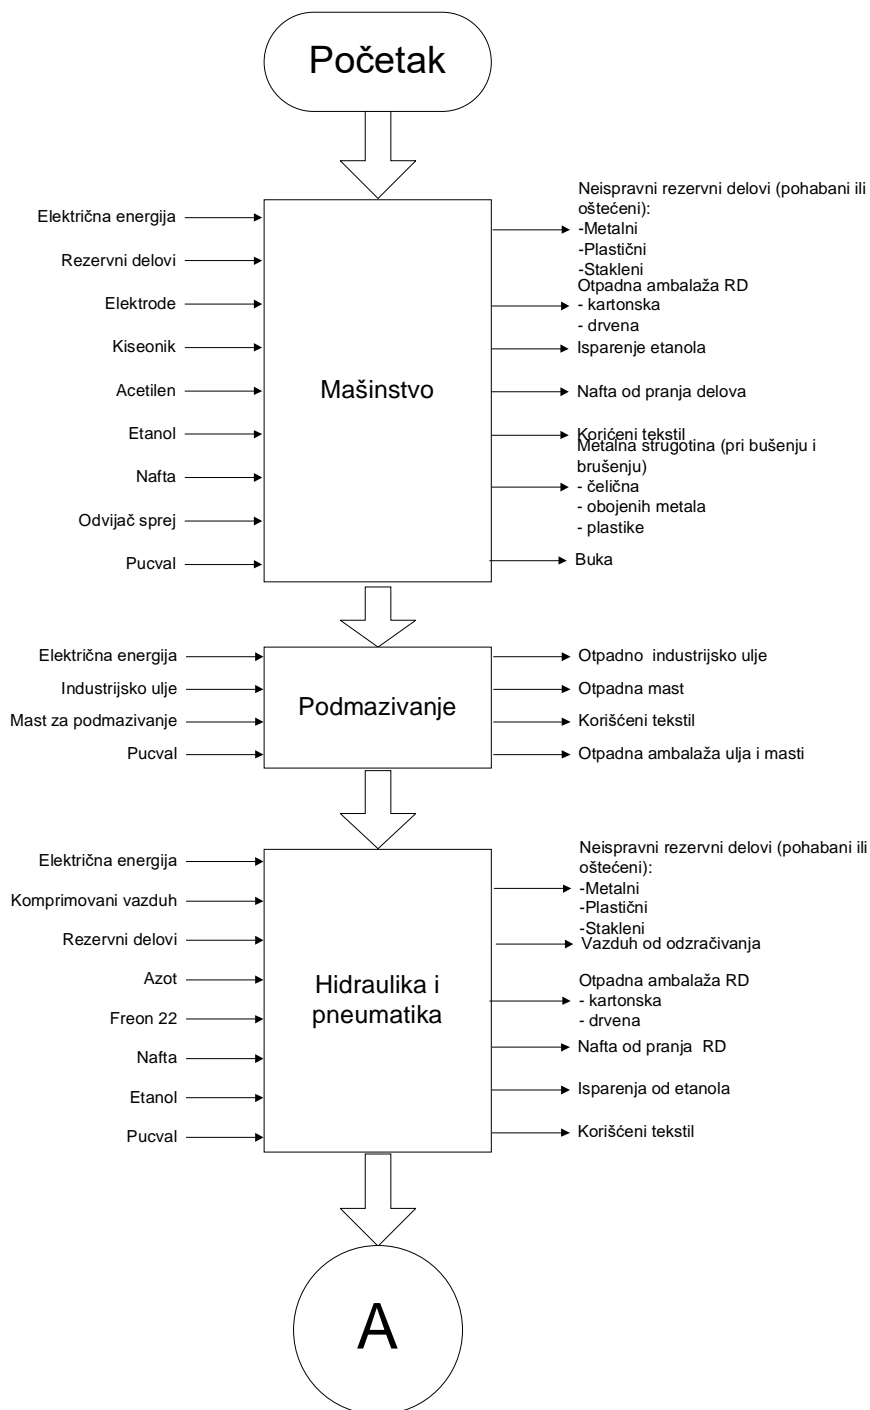 Početak
Električna energija
Rezervni delovi
Elektrode
Kiseonik
Acetilen
Etanol
Nafta
Odvijač sprej
Pucval
Mašinstvo
Neispravni rezervni delovi (pohabani ili
oštećeni):
-Metalni
-Plastični
-Stakleni
Otpadna ambalaža RD
- kartonska
- drvena
Isparenje etanola
Nafta od pranja delova
Korićeni tekstil
Metalna strugotina (pri bušenju i
brušenju)
- čelična
- obojenih metala
- plastike
Buka
Električna energija
Industrijsko ulje
Mast za podmazivanje
Pucval
Podmazivanje
Otpadno  industrijsko ulje
Otpadna mast
Korišćeni tekstil
Otpadna ambalaža ulja i masti
Električna energija
Komprimovani vazduh
Rezervni delovi
Azot
Freon 22
Nafta
Etanol
Pucval
Hidraulika i
pneumatika
Neispravni rezervni delovi (pohabani ili
oštećeni):
-Metalni
-Plastični
-Stakleni
Vazduh od odzračivanja
Otpadna ambalaža RD
- kartonska
- drvena
Nafta od pranja  RD
Isparenja od etanola
Korišćeni tekstil
A